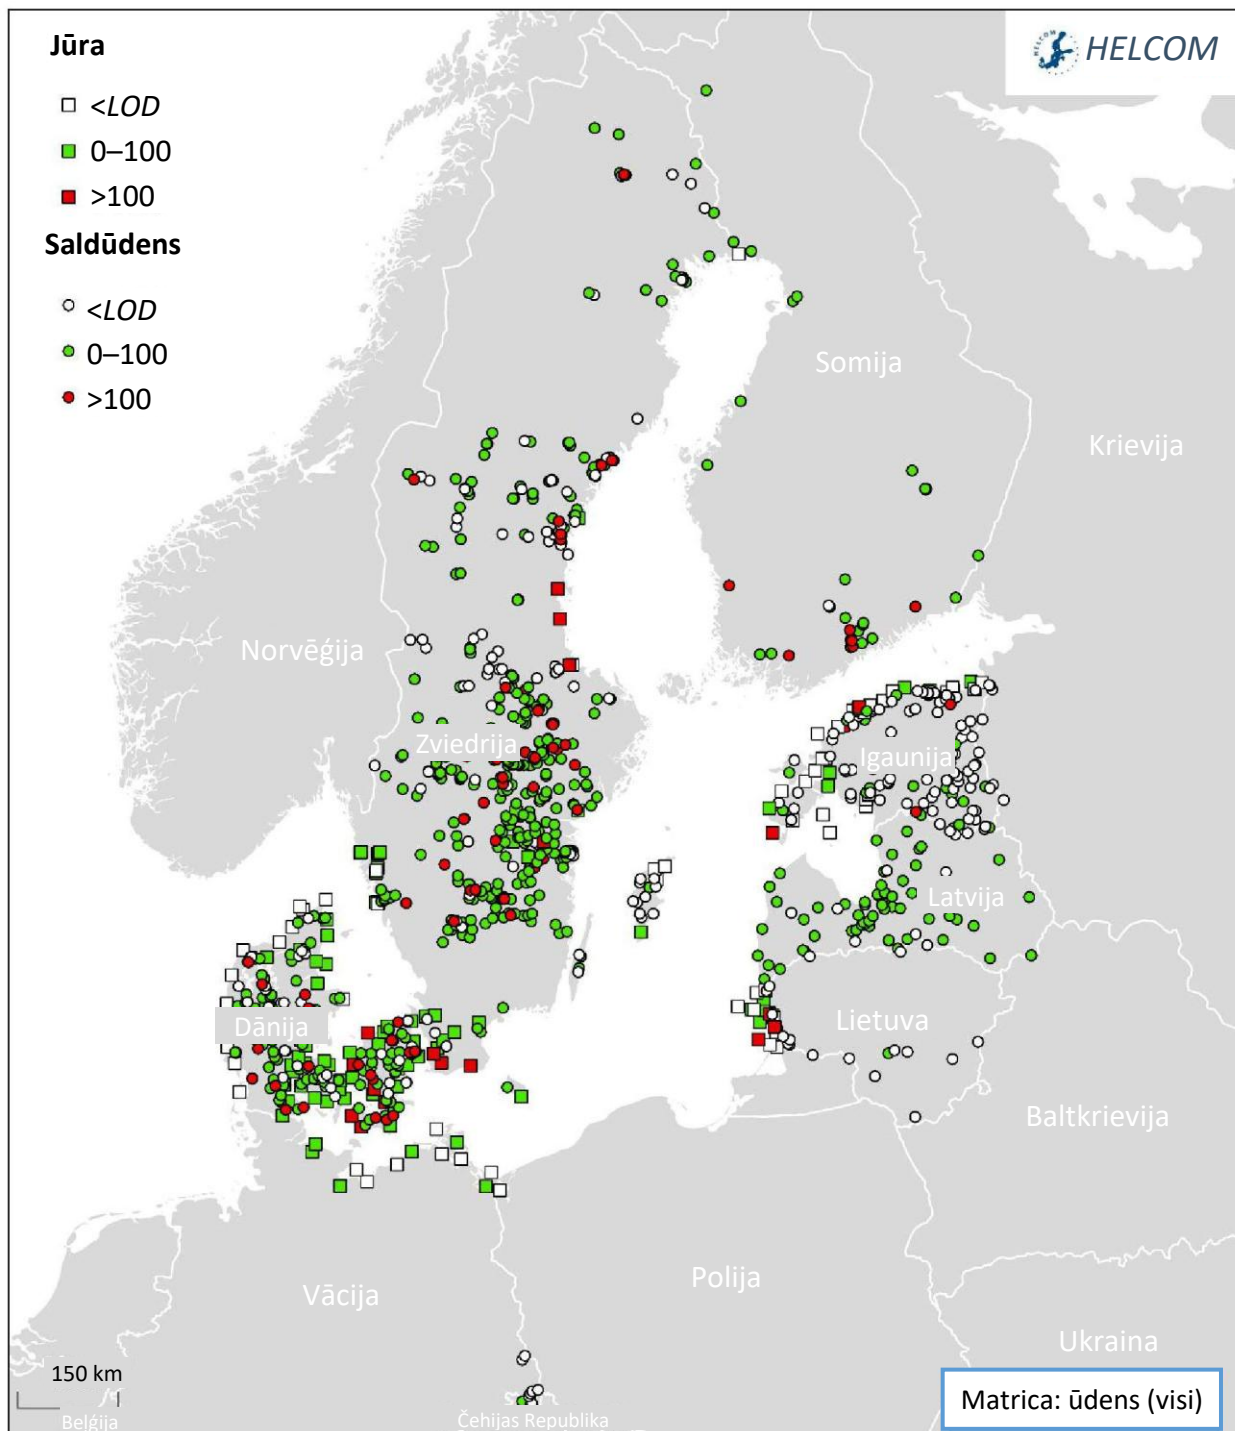 Jūra
<LOD
0–100
>100
Saldūdens
<LOD
0–100
>100
HELCOM
HELCOM
Somija
Krievija
Norvēģija
Zviedrija
Igaunija
Latvija
Dānija
Lietuva
Baltkrievija
Polija
Vācija
Ukraina
150 km
Beļģija
Čehijas Republika
Matrica: ūdens (visi)